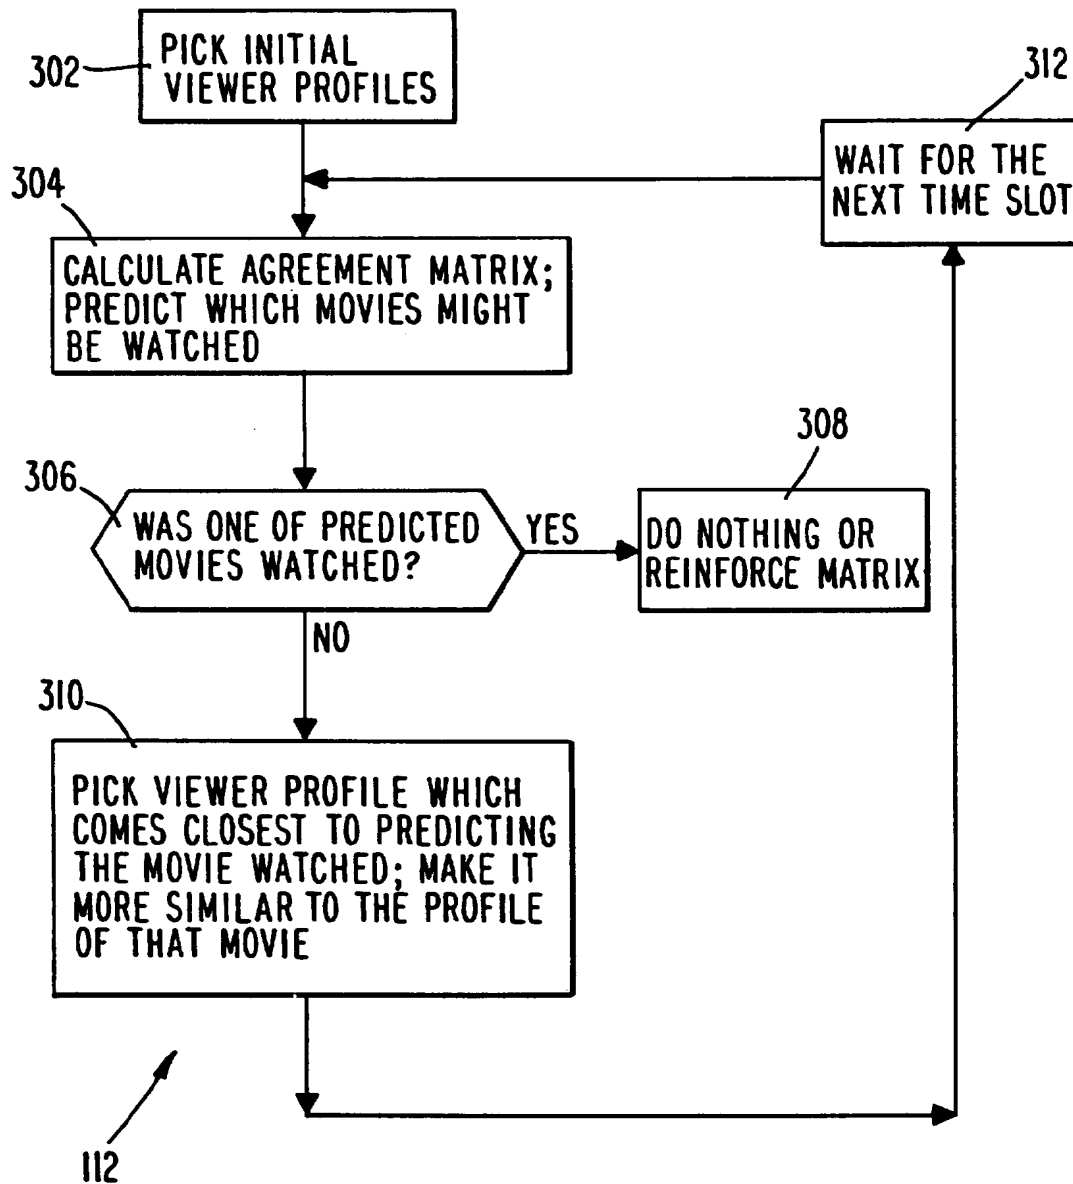 302
PICK INITIAL
VIEWER PROFILES
312
WAIT FOR THE
NEXT TIME SLOT
304
CALCULATE AGREEMENT MATRIX;
PREDICT WHICH MOVIES MIGHT
BE WATCHED
306
WAS ONE OF PREDICTED
MOVIES WATCHED?
YES
308
DO NOTHING OR
REINFORCE MATRIX
NO
310
PICK VIEWER PROFILE WHICH
COMES CLOSEST TO PREDICTING
THE MOVIE WATCHED; MAKE IT
MORE SIMILAR TO THE PROFILE
OF THAT MOVIE
112